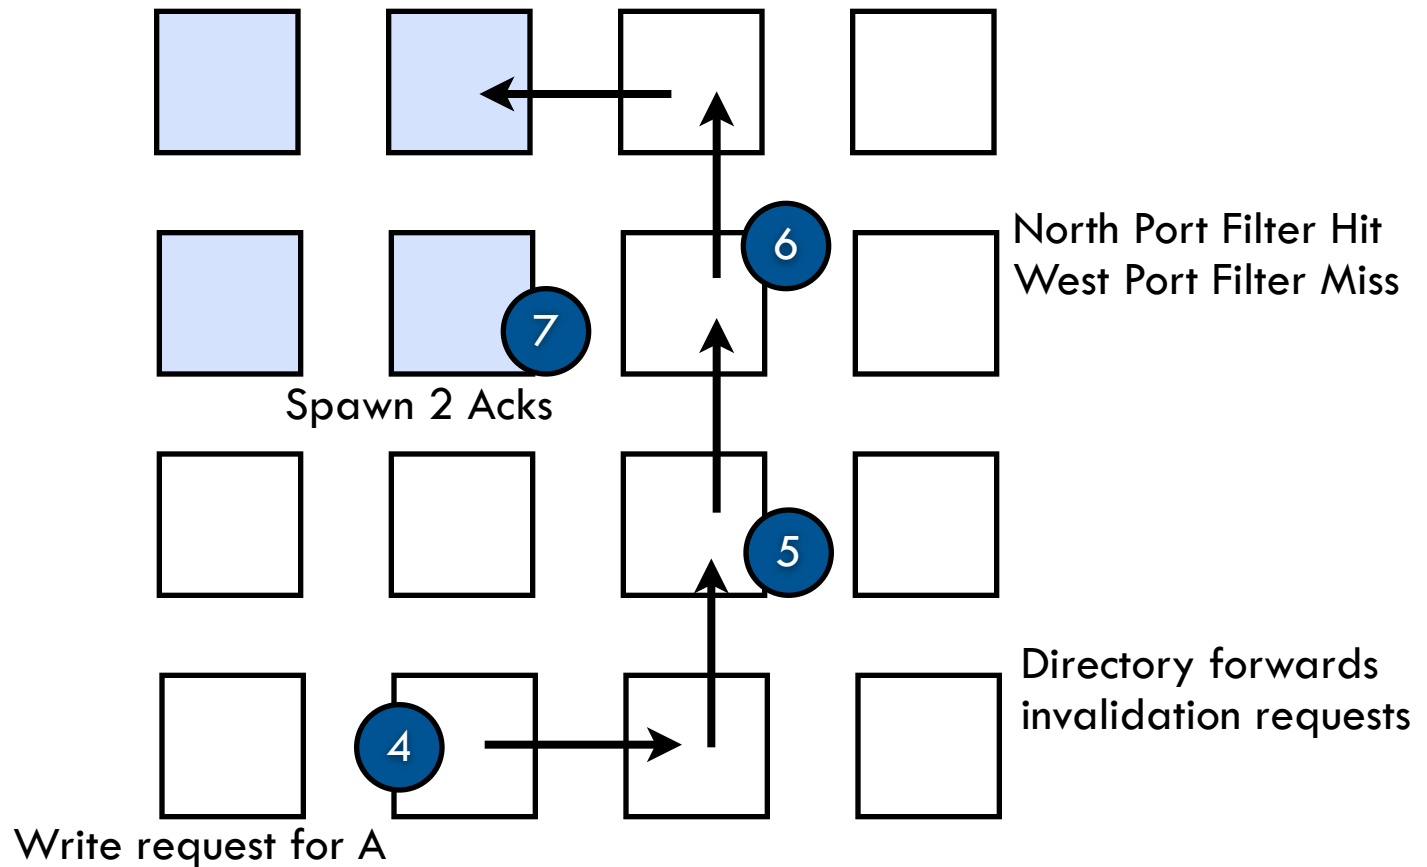 6
North Port Filter Hit
West Port Filter Miss
7
Spawn 2 Acks
5
Directory forwards
invalidation requests
4
Write request for A